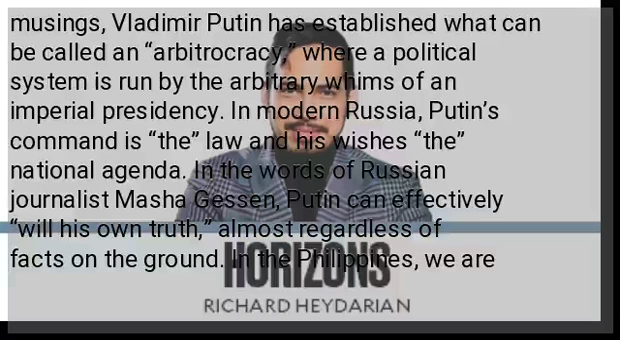 musings, Vladimir Putin has established what can
be called an “arbitrocracy,” where a political
system is run by the arbitrary whims of an
imperial presidency. In modern Russia, Putin’s
command is “the” law and his wishes “the”
national agenda. In the words of Russian
journalist Masha Gessen, Putin can effectively
“will his own truth,” almost regardless of
facts on the ground. In the Philippines, we are
HORIZONS
RICHARD HEYDARIAN